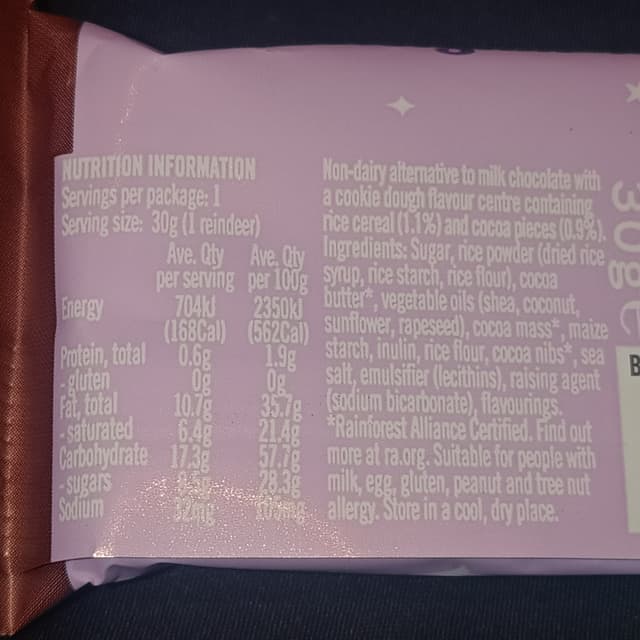 NUTRITION INFORMATION
Servings per package: 1
Serving size: 30g (1 reindeer)
Ave. Qty Ave. Qty
per serving per 100g
Energy 704kJ 2350kJ
(168Cal) (562Cal)
Protein, total 0.6g 1.9g
- gluten 0g 0g
Fat, total 10.7g 35.7g
- saturated 6.4g 21.4g
Carbohydrate 17.3g 57.7g
- sugars 28.3g
Sodium
Non-dairy alternative to milk chocolate with
a cookie dough flavour centre containing
rice cereal (1.1%) and cocoa pieces (0.9%).
Ingredients: Sugar, rice powder (dried rice
syrup, rice starch, rice flour), cocoa
butter*, vegetable oils (shea, coconut,
sunflower, rapeseed), cocoa mass*, maize
starch, inulin, rice flour, cocoa nibs*, sea
salt, emulsifier (lecithins), raising agent
(sodium bicarbonate), flavourings.
*Rainforest Alliance Certified. Find out
more at ra.org. Suitable for people with
milk, egg, gluten, peanut and tree nut
allergy. Store in a cool, dry place.
30g e
B